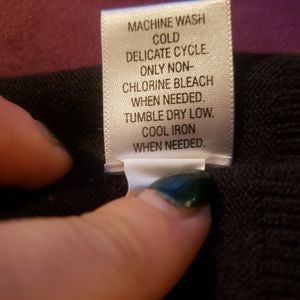 MACHINE WASH
COLD
DELICATE CYCLE.
ONLY NON-
CHLORINE BLEACH
WHEN NEEDED.
TUMBLE DRY LOW.
COOL IRON
WHEN NEEDED.